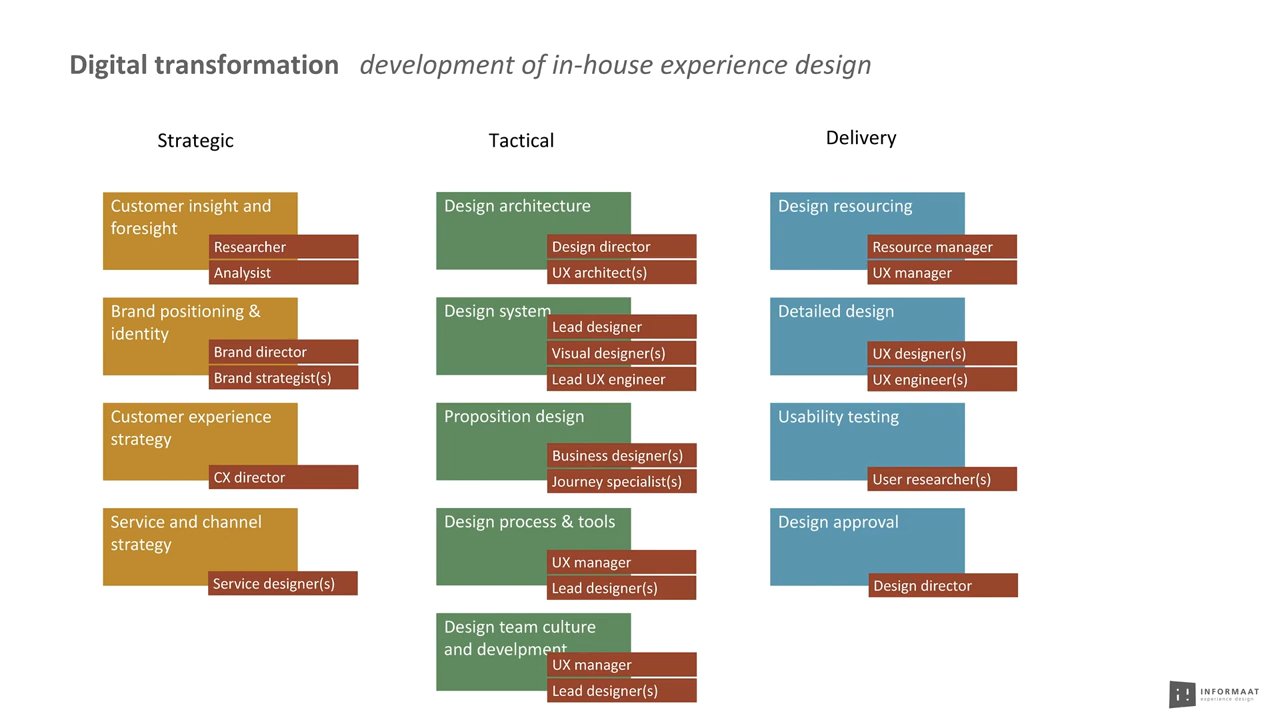 Digital transformation development of in-house experience design
Strategic
Customer insight and
foresight
Researcher
Analysist
Brand positioning &
identity
Brand director
Brand strategist(s)
Customer experience
strategy
CX director
Service and channel
strategy
Service designer(s)
Tactical
Design architecture
Design director
UX architect(s)
Design system
Lead designer
Visual designer(s)
Lead UX engineer
Proposition design
Business designer(s)
Journey specialist(s)
Design process & tools
UX manager
Lead designer(s)
Design team culture
and develpment
UX manager
Lead designer(s)
Delivery
Design resourcing
Resource manager
UX manager
Detailed design
UX designer(s)
UX engineer(s)
Usability testing
User researcher(s)
Design approval
Design director
i!
INFORMAAT
experience design